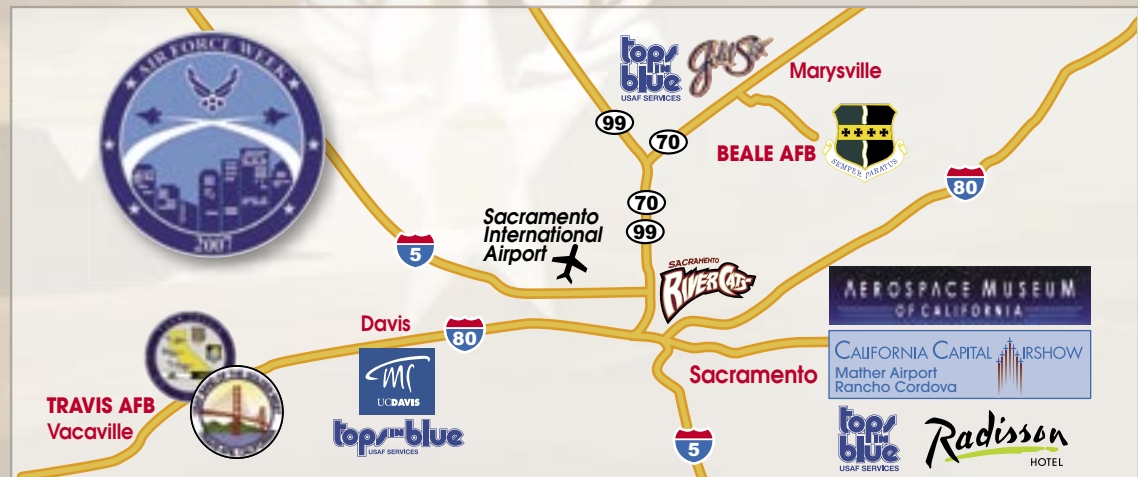 AIR FORCE WEEK
2007
tops
IN
blue
USAF SERVICES
Gold Sox
Marysville
99
70
BEALE AFB
SEMPER PARATUS
80
70
99
Sacramento
International
Airport
5
SACRAMENTO
RIVER CATS
AEROSPACE MUSEUM
OF CALIFORNIA
Davis
80
CALIFORNIA CAPITAL AIRSHOW
Mather Airport
Rancho Cordova
Sacramento
UCDAVIS
TRAVIS AFB
Vacaville
tops IN blue
USAF SERVICES
5
tops
IN
blue
USAF SERVICES
Radisson
HOTEL